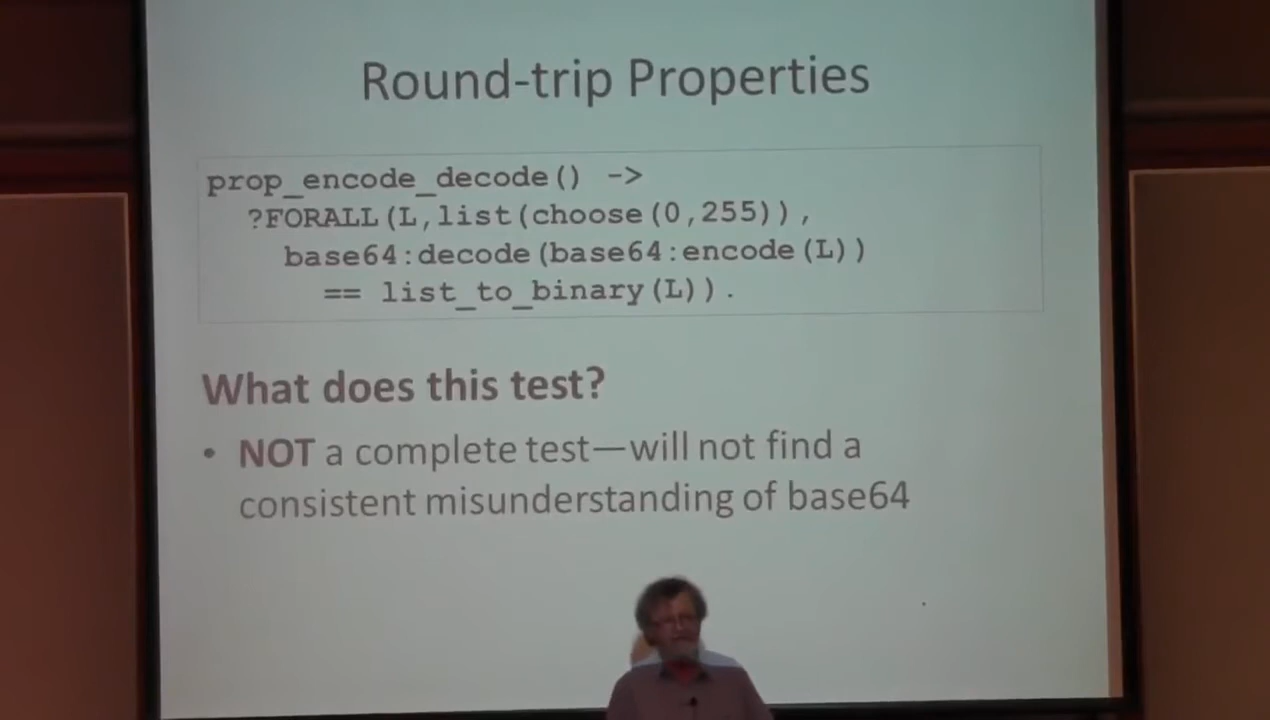 Round-trip Properties
prop_encode_decode() ->
?FORALL(L,list(choose(0,255)),
base64:decode(base64:encode(L))
== list_to_binary(L)).
What does this test?
• NOT a complete test—will not find a
consistent misunderstanding of base64